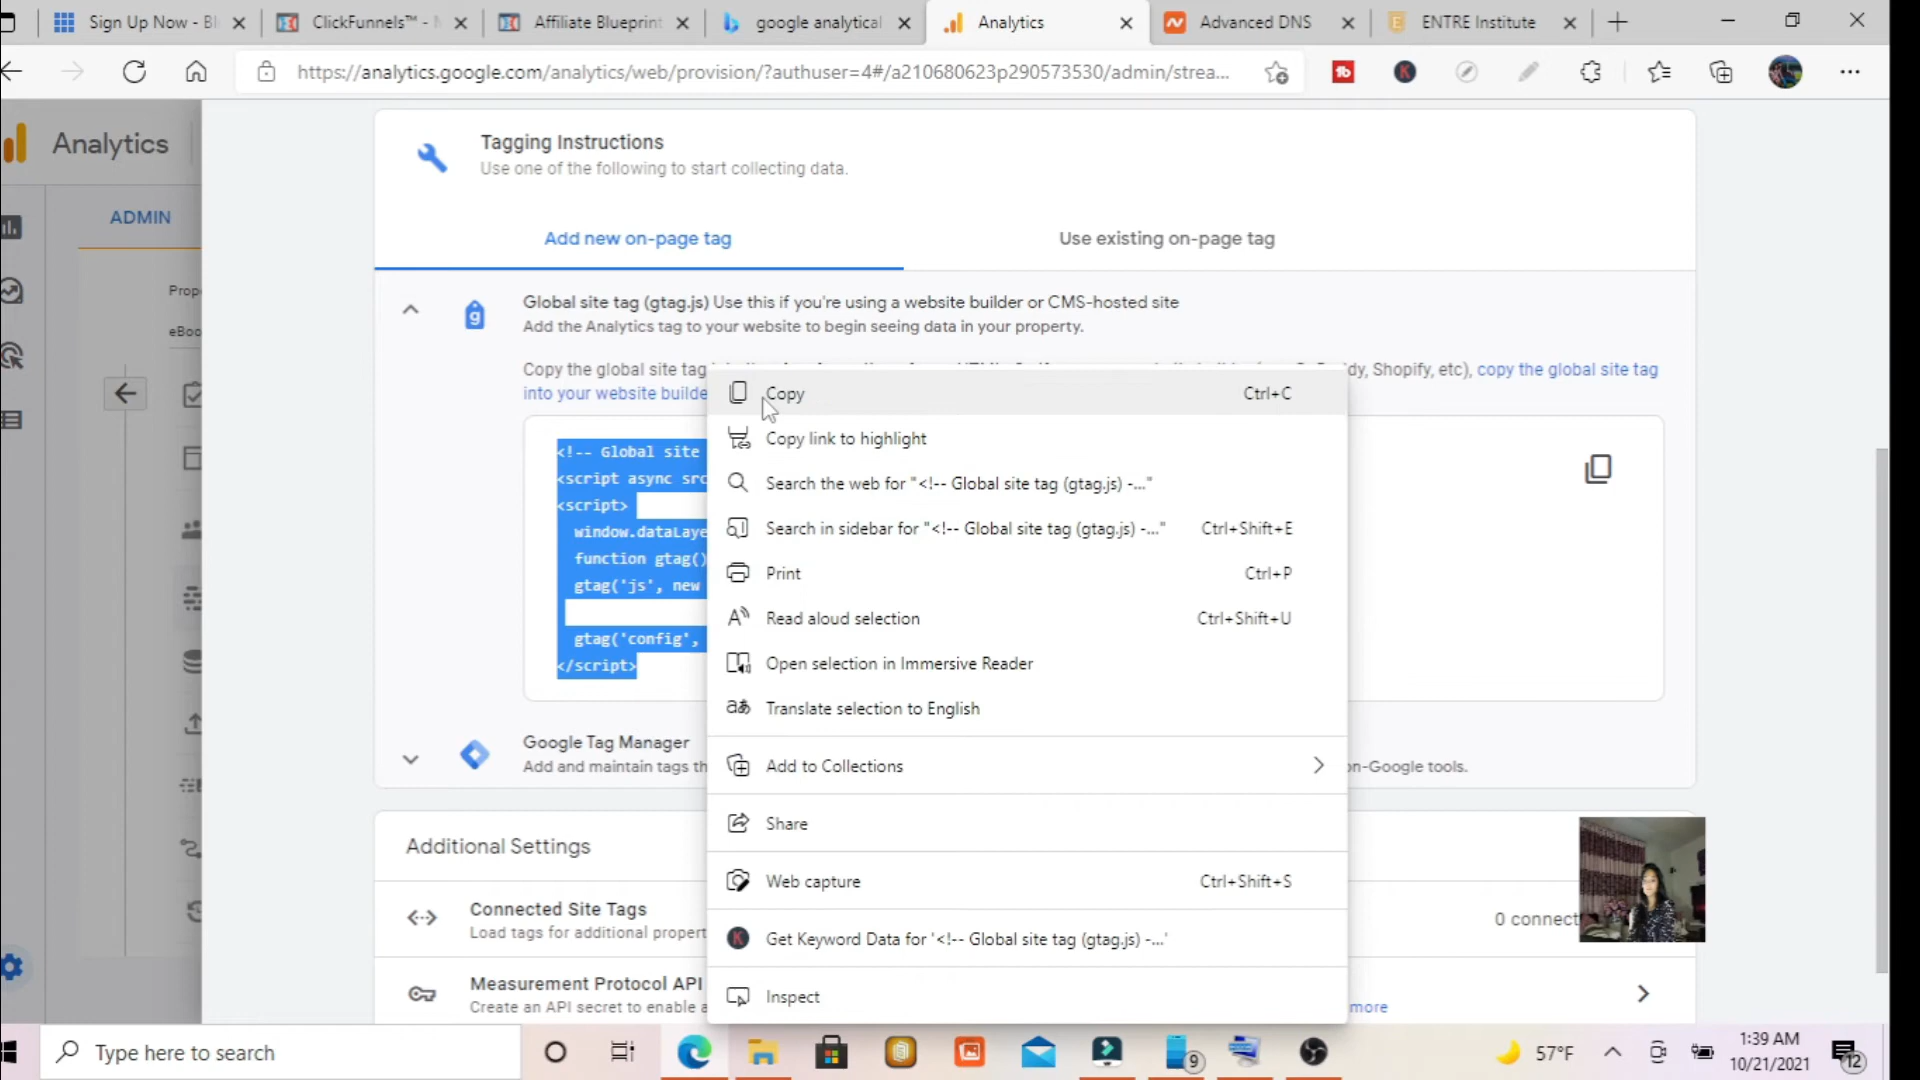 Sign Up Now - Bl
ClickFunnels™ -
Affiliate Blueprint
google analytical
Analytics
Advanced DNS
ENTRE Institute
https://analytics.google.com/analytics/web/provision/?authuser=4#/a210680623p290573530/admin/strea...
Analytics
ADMIN
Prop
eBoo
Tagging Instructions
Use one of the following to start collecting data.
Add new on-page tag
Use existing on-page tag
Global site tag (gtag.js) Use this if you're using a website builder or CMS-hosted site
Add the Analytics tag to your website to begin seeing data in your property.
Copy the global site tag
dy, Shopify, etc), copy the global site tag
into your website builde
<!-- Global site
<script async src
<script>
window.dataLaye
function gtag()
gtag('js', new
gtag('config',
</script>
Copy Ctrl+C
Copy link to highlight
Search the web for "<!-- Global site tag (gtag.js) -..."
Search in sidebar for "<!-- Global site tag (gtag.js) -..." Ctrl+Shift+E
Print Ctrl+P
Read aloud selection Ctrl+Shift+U
Open selection in Immersive Reader
Translate selection to English
Add to Collections
Share
Web capture Ctrl+Shift+S
Get Keyword Data for '<!-- Global site tag (gtag.js) -...'
Inspect
Google Tag Manager
Add and maintain tags th
on-Google tools.
Additional Settings
Connected Site Tags
Load tags for additional propert
0 connect
Measurement Protocol API
Create an API secret to enable a
more
Type here to search
9
57°F
1:39 AM
10/21/2021
12